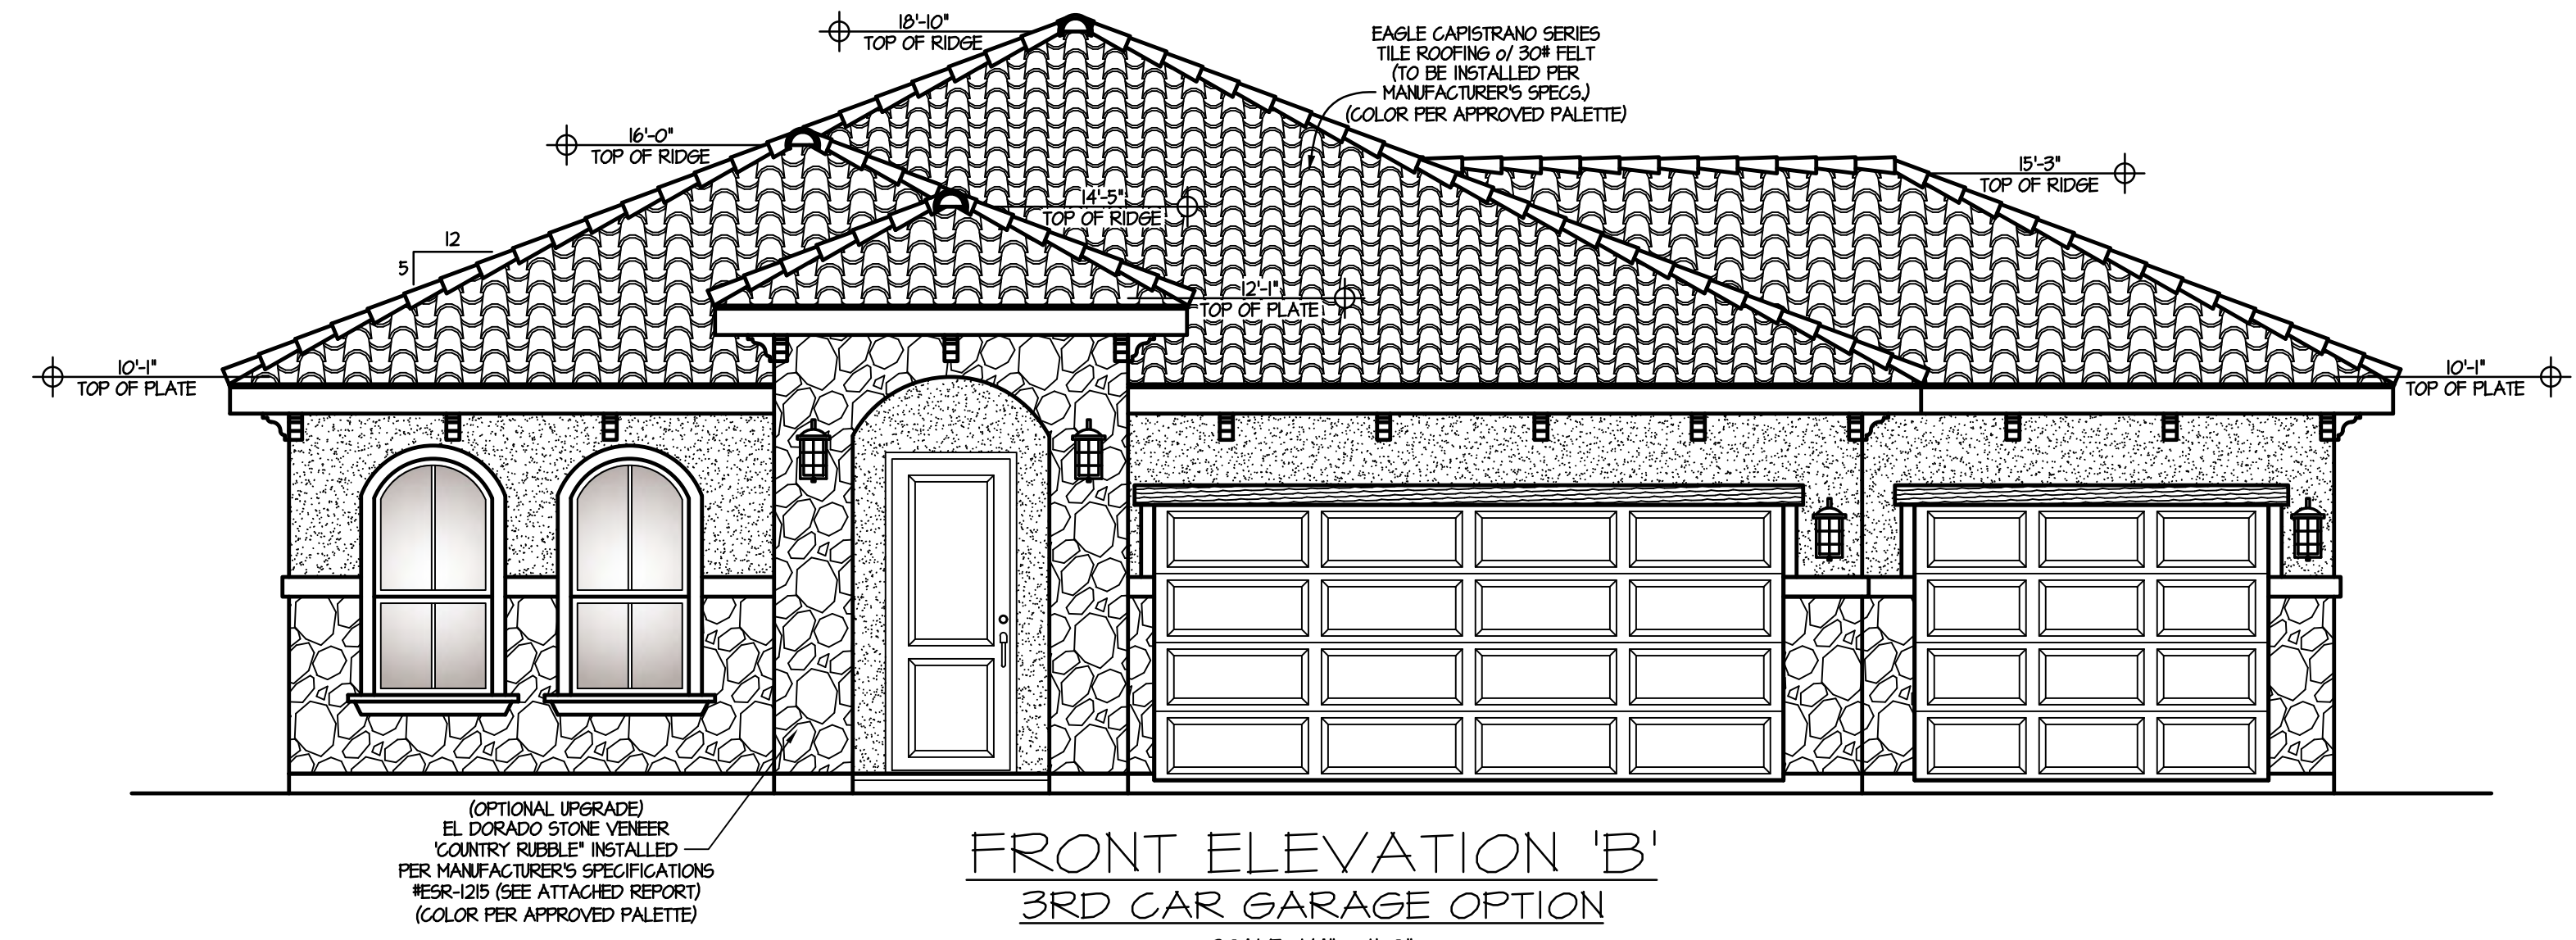 18'-10"
TOP OF RIDGE
EAGLE CAPISTRANO SERIES
TILE ROOFING o/ 30# FELT
(TO BE INSTALLED PER
MANUFACTURER'S SPECS.)
(COLOR PER APPROVED PALETTE)
16'-0"
TOP OF RIDGE
15'-3"
TOP OF RIDGE
14'-5"
TOP OF RIDGE
12
5
12'-1"
TOP OF PLATE
10'-1"
TOP OF PLATE
10'-1"
TOP OF PLATE
(OPTIONAL UPGRADE)
EL DORADO STONE VENEER
'COUNTRY RUBBLE" INSTALLED
PER MANUFACTURER'S SPECIFICATIONS
#ESR-1215 (SEE ATTACHED REPORT)
(COLOR PER APPROVED PALETTE)
FRONT ELEVATION 'B'
3RD CAR GARAGE OPTION